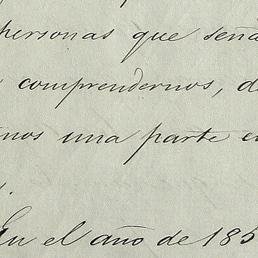 personas que seña
comprendernos, d
nos una parte e
En el año de 185